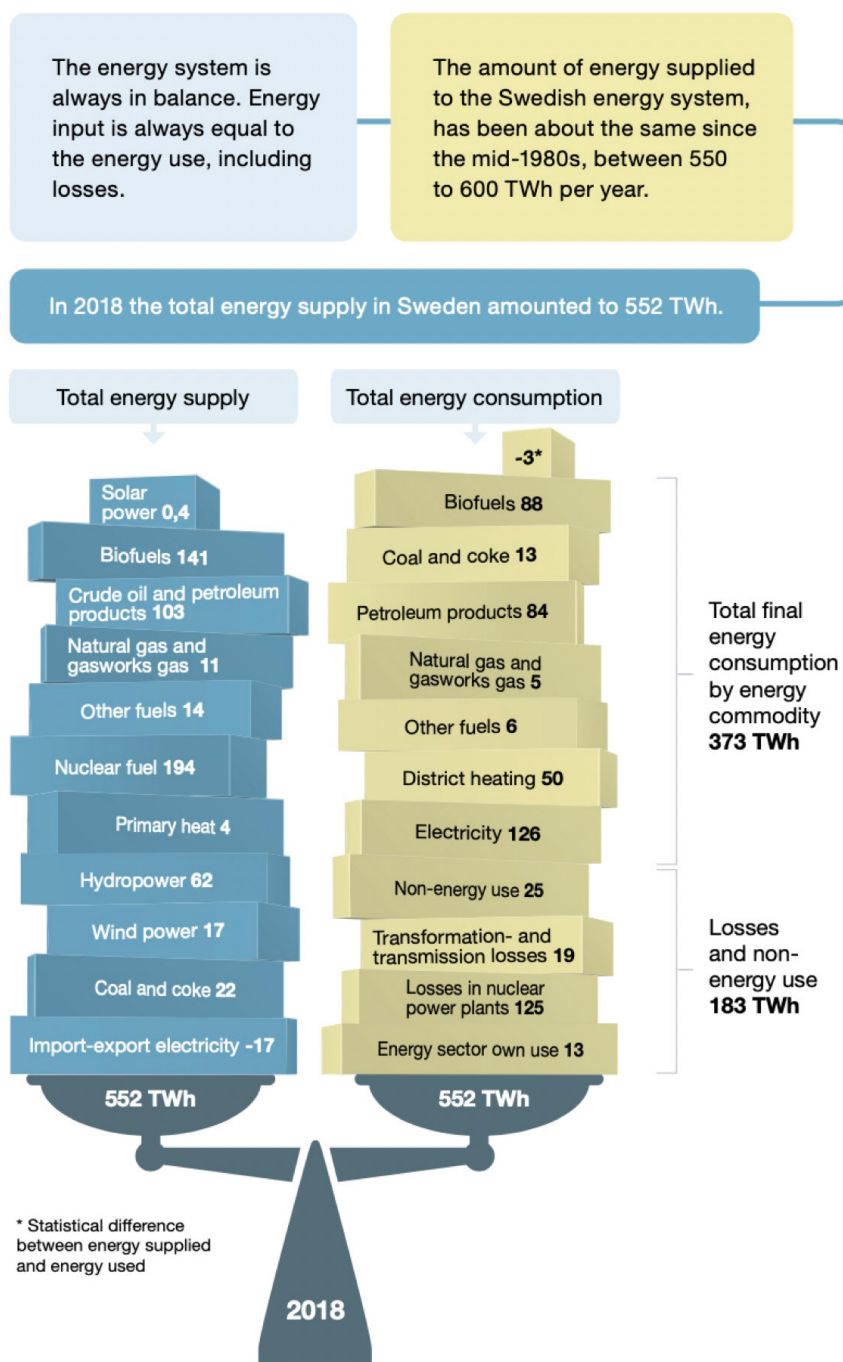 The energy system is
always in balance. Energy
input is always equal to
the energy use, including
losses.
The amount of energy supplied
to the Swedish energy system,
has been about the same since
the mid-1980s, between 550
to 600 TWh per year.
In 2018 the total energy supply in Sweden amounted to 552 TWh.
Total energy supply
Solar
power 0,4
Biofuels 141
Crude oil and petroleum
products 103
Natural gas and
gasworks gas 11
Other fuels 14
Nuclear fuel 194
Primary heat 4
Hydropower 62
Wind power 17
Coal and coke 22
Import-export electricity -17
552 TWh
Total energy consumption
-3*
Biofuels 88
Coal and coke 13
Petroleum products 84
Natural gas and
gasworks gas 5
Other fuels 6
District heating 50
Electricity 126
Non-energy use 25
Transformation- and
transmission losses 19
Losses in nuclear
power plants 125
Energy sector own use 13
552 TWh
Total final
energy
consumption
by energy
commodity
373 TWh
Losses
and non-
energy use
183 TWh
* Statistical difference
between energy supplied
and energy used
2018